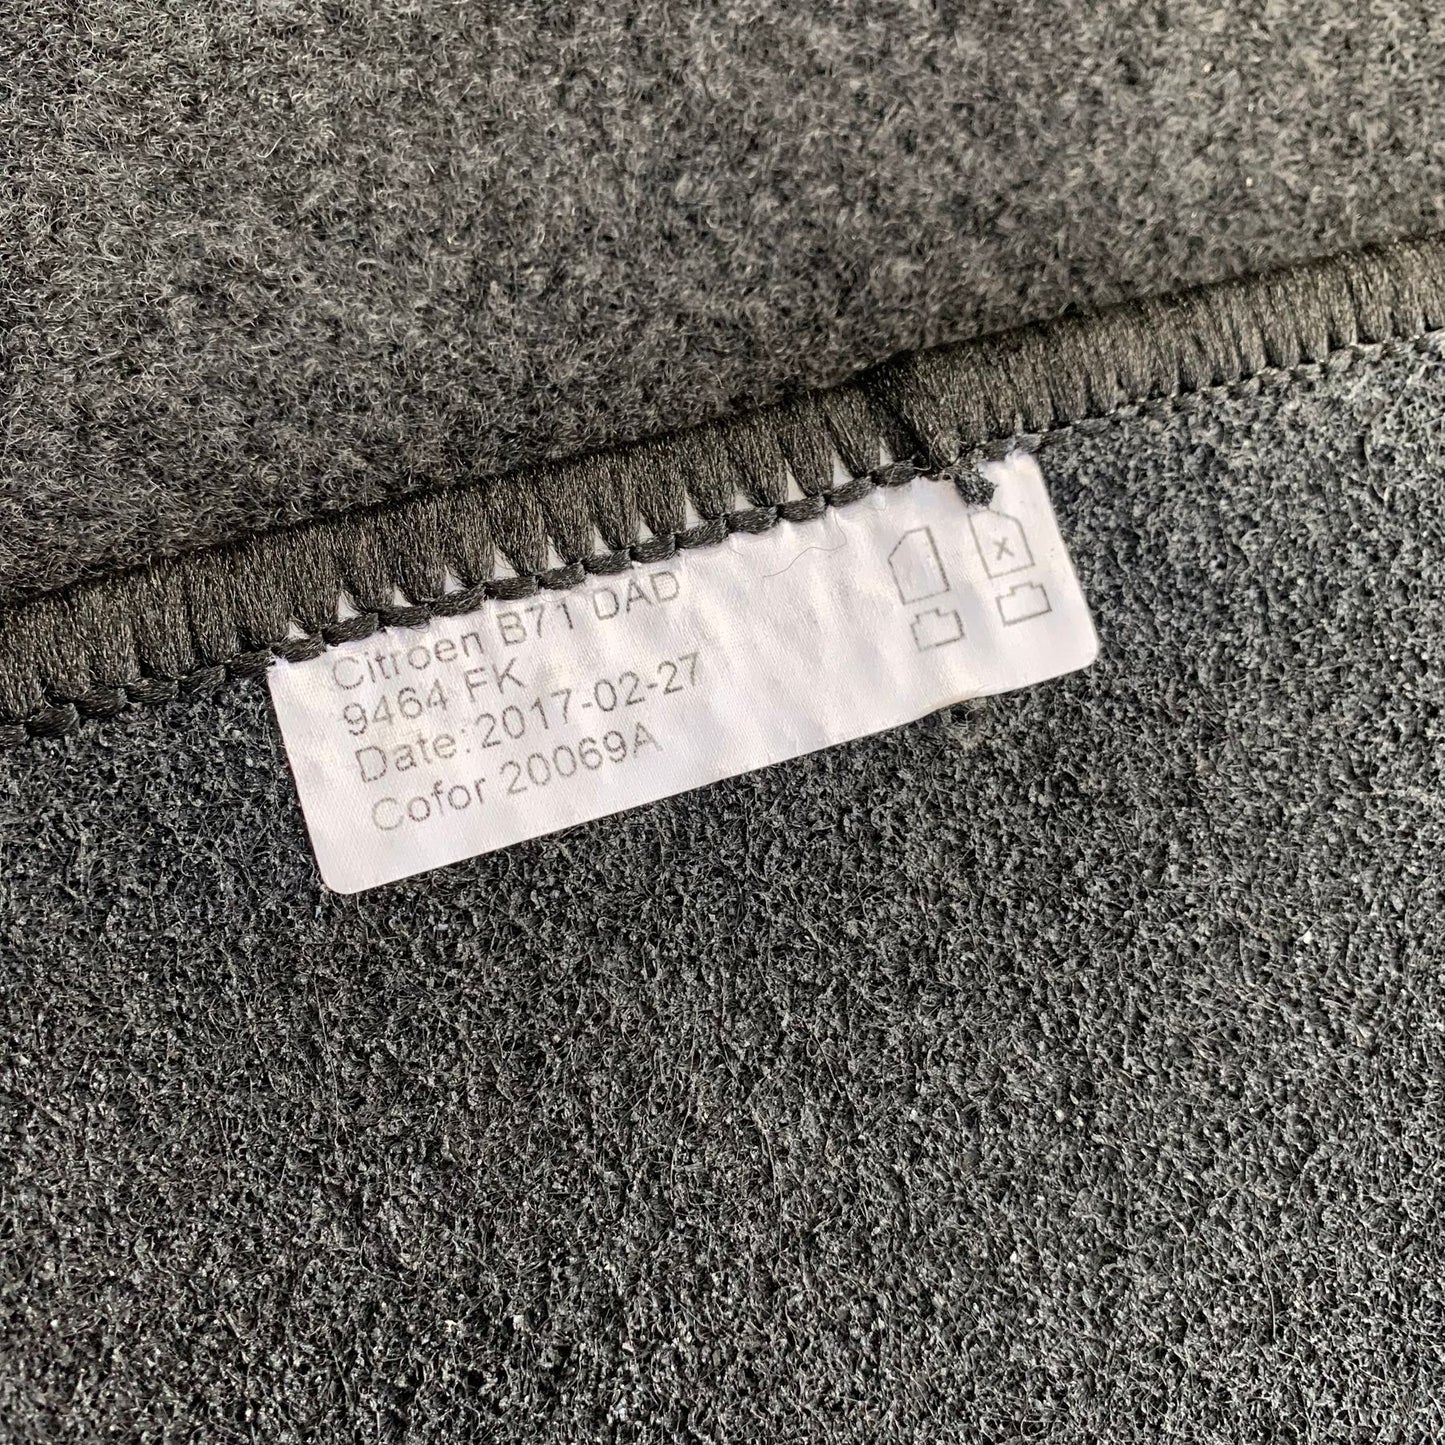 Citroen B71 DAD
9464 FK
Date: 2017-02-27
Cofor 20069A
x